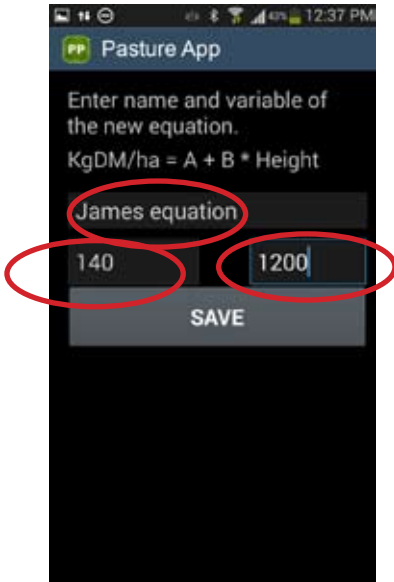 12:37 PM
PP Pasture App
Enter name and variable of
the new equation.
KgDM/ha = A + B * Height
James equation
140 1200
SAVE